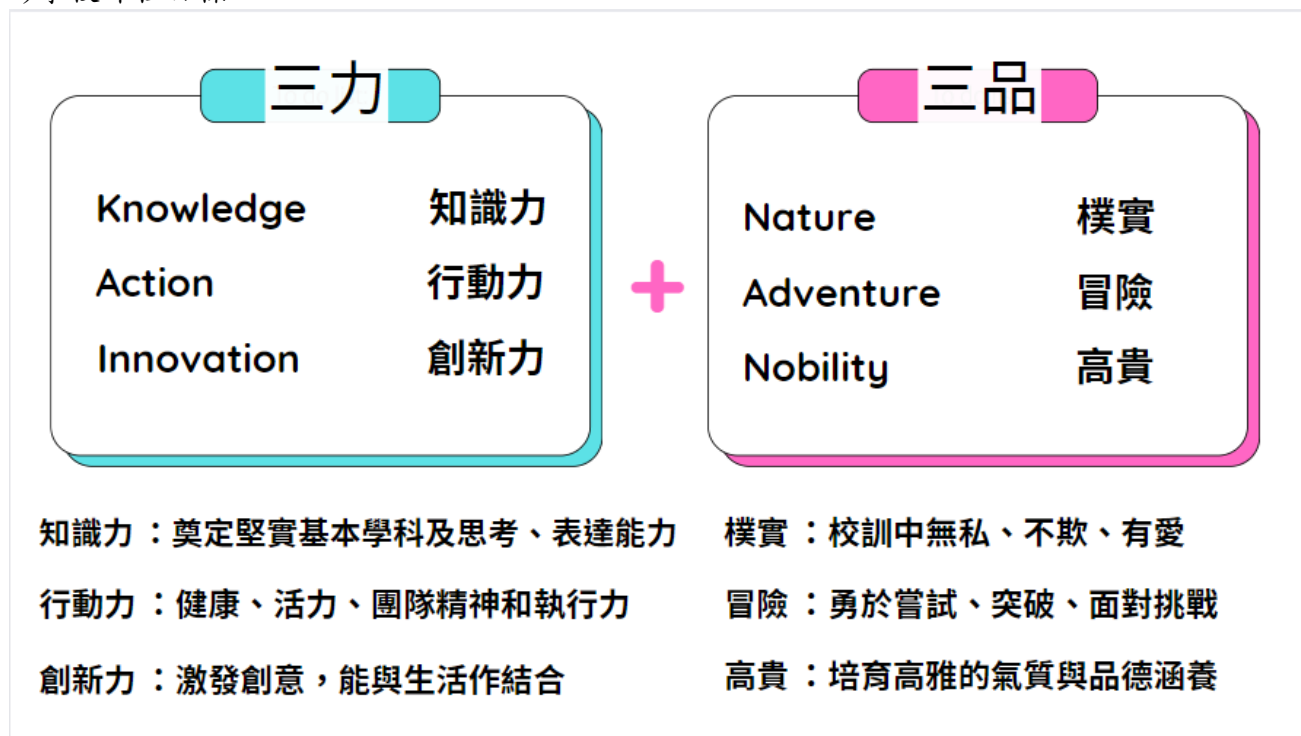 三力
Knowledge 知識力
Action 行動力
Innovation 創新力
三品
Nature 樸實
Adventure 冒險
Nobility 高貴
知識力：奠定堅實基本學科及思考、表達能力
行動力：健康、活力、團隊精神和執行力
創新力：激發創意，能與生活作結合
樸實：校訓中無私、不欺、有愛
冒險：勇於嘗試、突破、面對挑戰
高貴：培育高雅的氣質與品德涵養